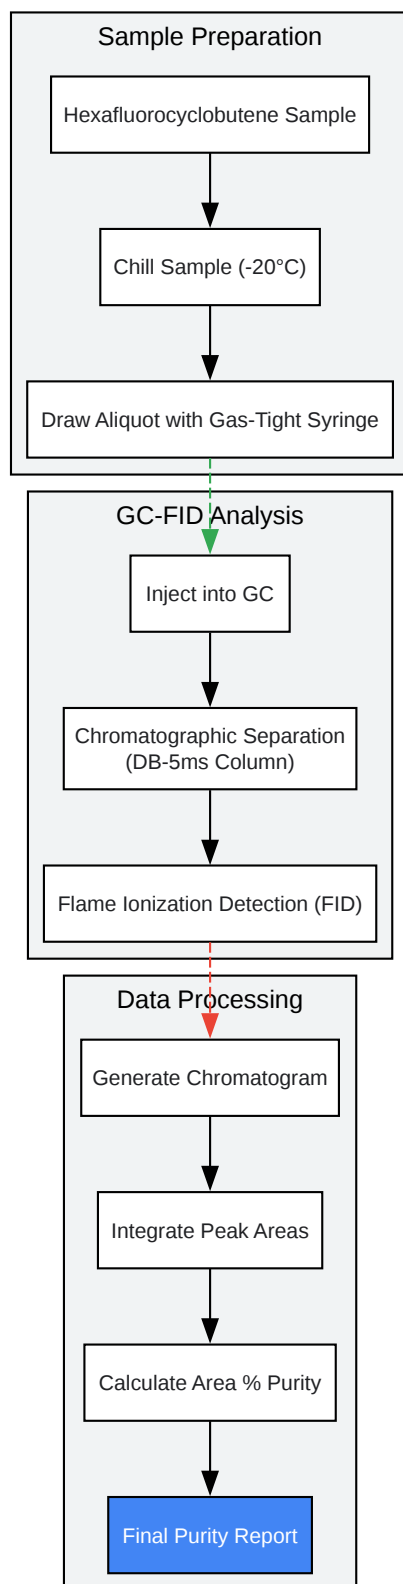 Sample Preparation
Hexafluorocyclobutene Sample
Chill Sample (-20°C)
Draw Aliquot with Gas-Tight Syringe
GC-FID Analysis
Inject into GC
Chromatographic Separation
(DB-5ms Column)
Flame Ionization Detection (FID)
Data Processing
Generate Chromatogram
Integrate Peak Areas
Calculate Area % Purity
Final Purity Report